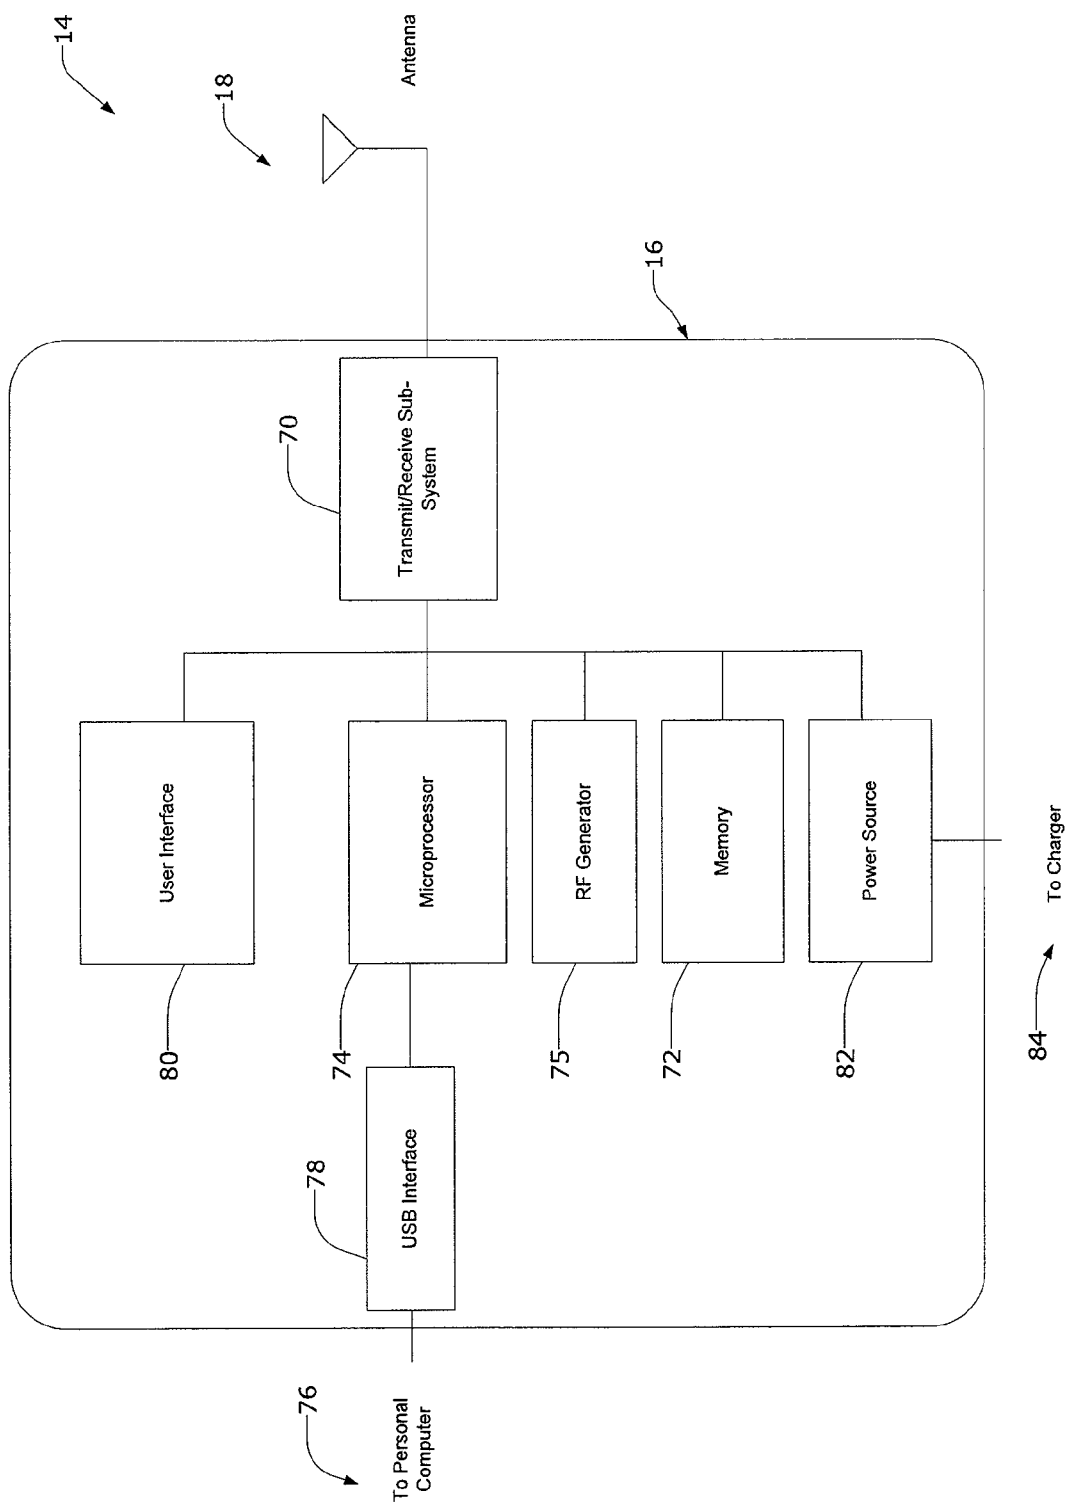 14
18
Antenna
16
70
Transmit/Receive Sub-
System
80
User Interface
74
Microprocessor
75
RF Generator
72
Memory
82
Power Source
78
USB Interface
76
To Personal
Computer
84
To Charger